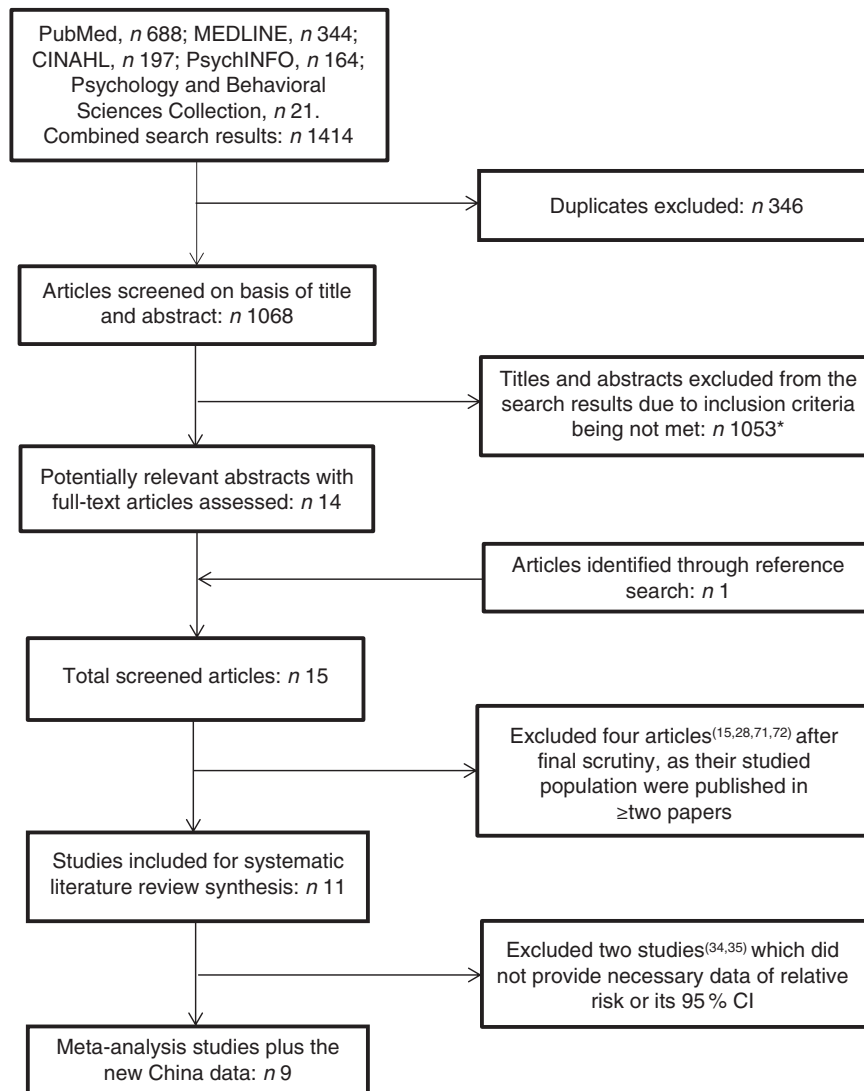 PubMed, n 688; MEDLINE, n 344;
CINAHL, n 197; PsychINFO, n 164;
Psychology and Behavioral
Sciences Collection, n 21.
Combined search results: n 1414
Duplicates excluded: n 346
Articles screened on basis of title
and abstract: n 1068
Titles and abstracts excluded from the
search results due to inclusion criteria
being not met: n 1053*
Potentially relevant abstracts with
full-text articles assessed: n 14
Articles identified through reference
search: n 1
Total screened articles: n 15
Excluded four articles(15,28,71,72) after
final scrutiny, as their studied
population were published in
≥two papers
Studies included for systematic
literature review synthesis: n 11
Excluded two studies(34,35) which did
not provide necessary data of relative
risk or its 95 % CI
Meta-analysis studies plus the
new China data: n 9